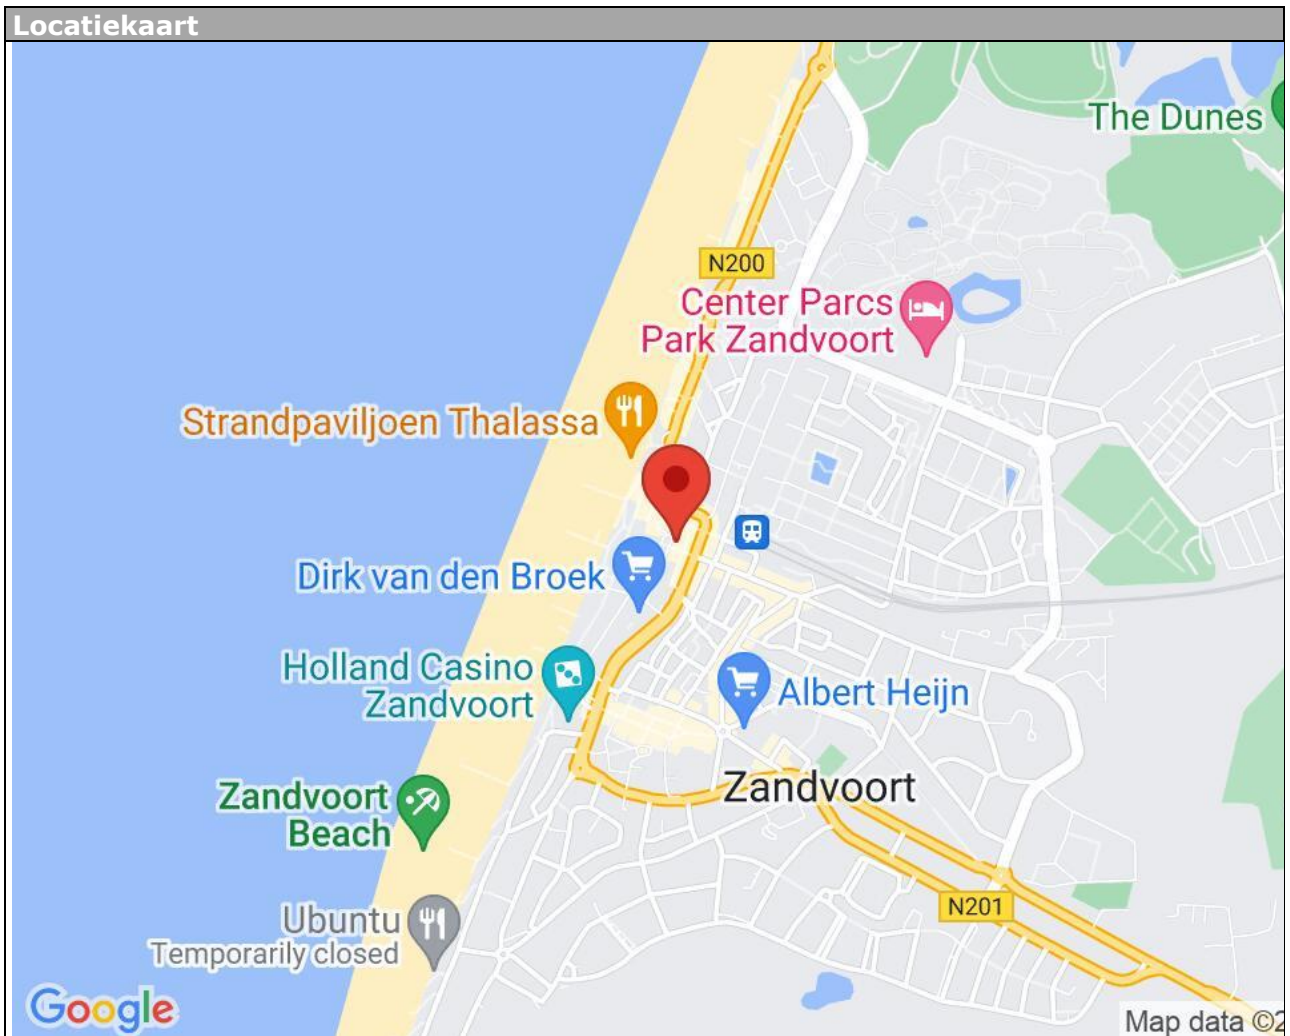 Locatiekaart
The Dunes
N200
Center Parcs
Park Zandvoort
Strandpaviljoen Thalassa
Dirk van den Broek
Holland Casino
Zandvoort
Albert Heijn
Zandvoort
Zandvoort
Beach
N201
Ubuntu
Temporarily closed
Google
Map data ©2